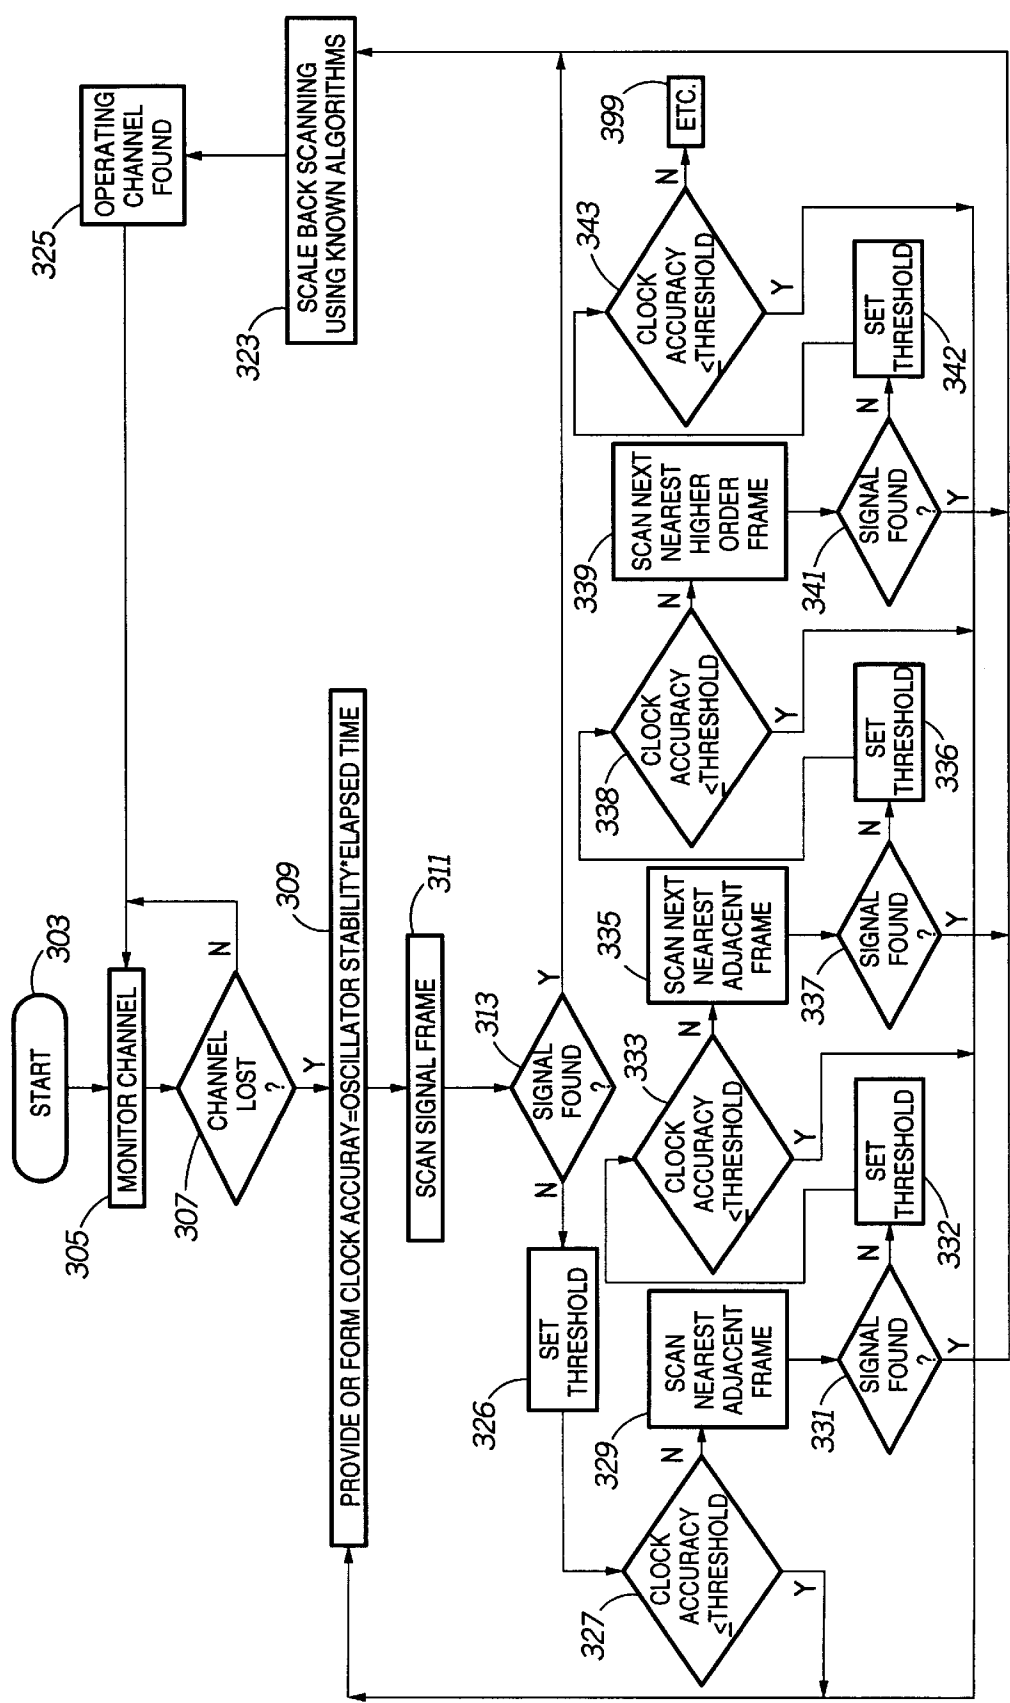 303
START
305
MONITOR CHANNEL
307
CHANNEL
LOST
?
N
Y
325
OPERATING
CHANNEL
FOUND
323
SCALE BACK SCANNING
USING KNOWN ALGORITHMS
309
PROVIDE OR FORM CLOCK ACCURAY=OSCILLATOR STABILITY*ELAPSED TIME
311
SCAN SIGNAL FRAME
313
SIGNAL
FOUND
?
N
Y
326
SET
THRESHOLD
327
CLOCK
ACCURACY
≤THRESHOLD
N
Y
329
SCAN
NEAREST
ADJACENT
FRAME
331
SIGNAL
FOUND
?
N
Y
332
SET
THRESHOLD
333
CLOCK
ACCURACY
≤THRESHOLD
N
Y
335
SCAN NEXT
NEAREST
ADJACENT
FRAME
337
SIGNAL
FOUND
?
N
Y
336
SET
THRESHOLD
338
CLOCK
ACCURACY
≤THRESHOLD
N
Y
339
SCAN NEXT
NEAREST
HIGHER
ORDER
FRAME
341
SIGNAL
FOUND
?
N
Y
342
SET
THRESHOLD
343
CLOCK
ACCURACY
≤THRESHOLD
N
Y
399
ETC.